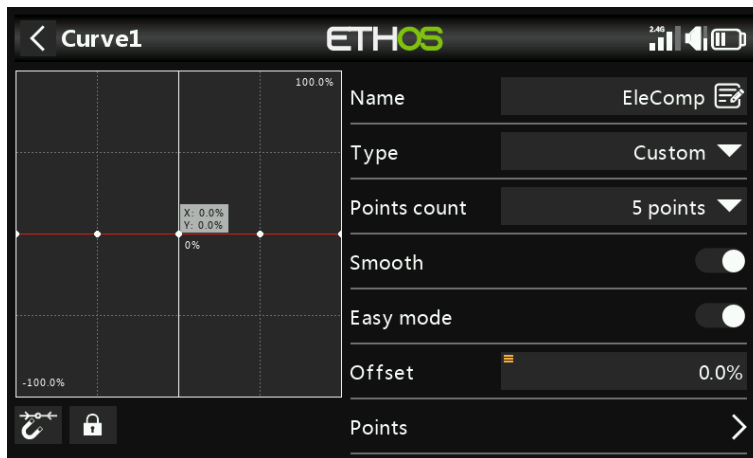 Curve1
ETHOS
2.4G
100.0%
X: 0.0%
Y: 0.0%
0%
-100.0%
Name
EleComp
Type
Custom
Points count
5 points
Smooth
Easy mode
Offset
0.0%
Points